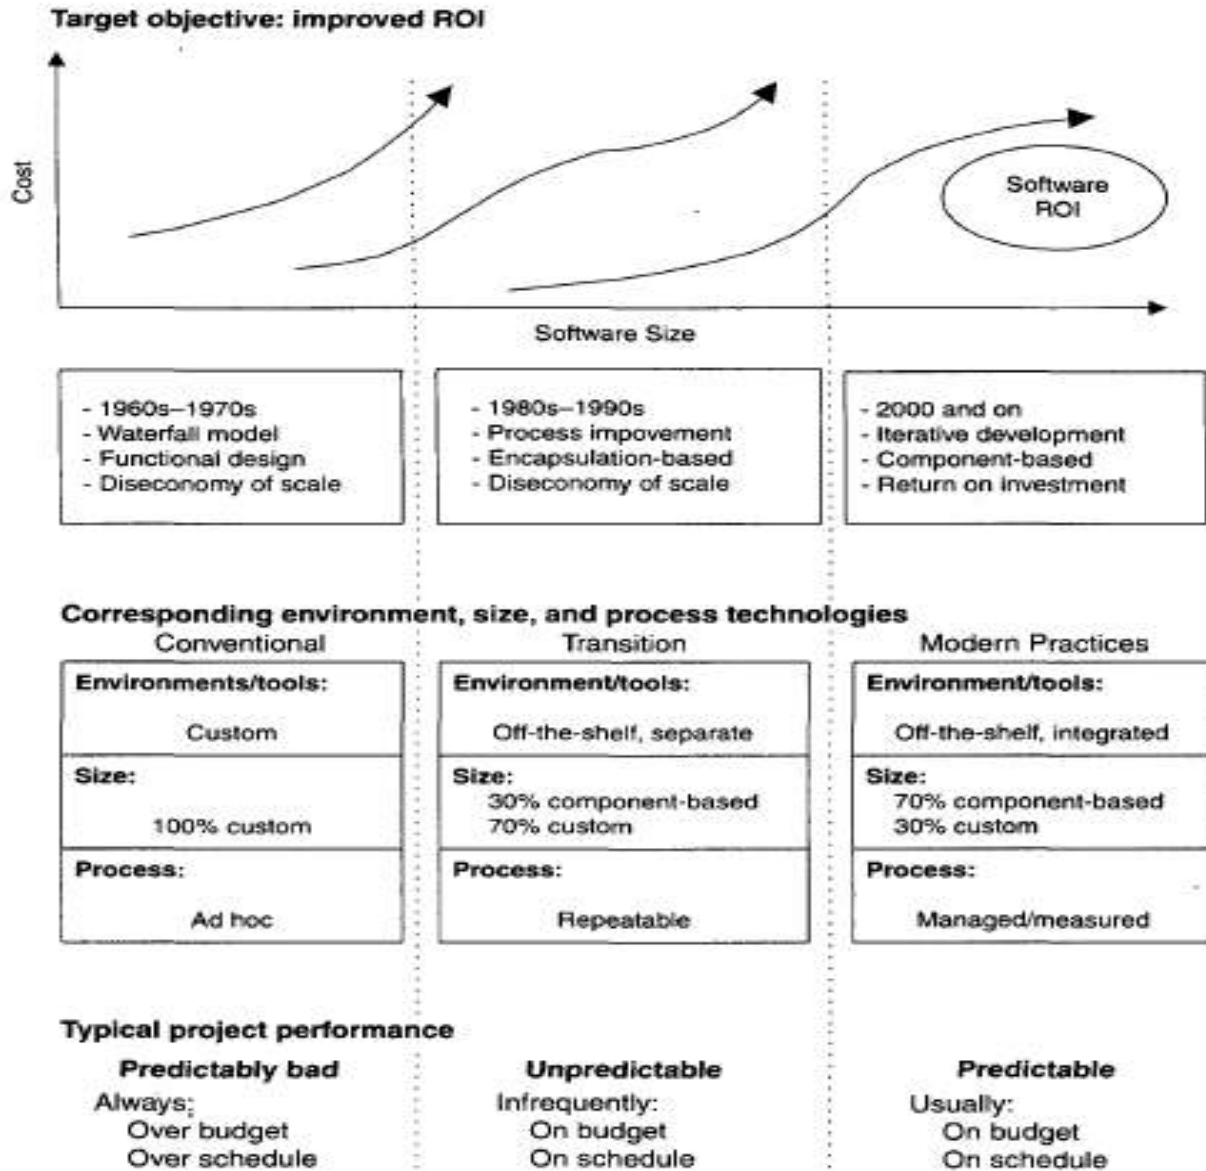 Target objective: improved ROI
Cost
Software
ROI
Software Size
- 1960s–1970s
- Waterfall model
- Functional design
- Diseconomy of scale
- 1980s–1990s
- Process impovement
- Encapsulation-based
- Diseconomy of scale
- 2000 and on
- Iterative development
- Component-based
- Return on investment
Corresponding environment, size, and process technologies
Conventional
Environments/tools:
Custom
Size:
100% custom
Process:
Ad hoc
Transition
Environment/tools:
Off-the-shelf, separate
Size:
30% component-based
70% custom
Process:
Repeatable
Modern Practices
Environment/tools:
Off-the-shelf, integrated
Size:
70% component-based
30% custom
Process:
Managed/measured
Typical project performance
Predictably bad
Always:
Over budget
Over schedule
Unpredictable
Infrequently:
On budget
On schedule
Predictable
Usually:
On budget
On schedule